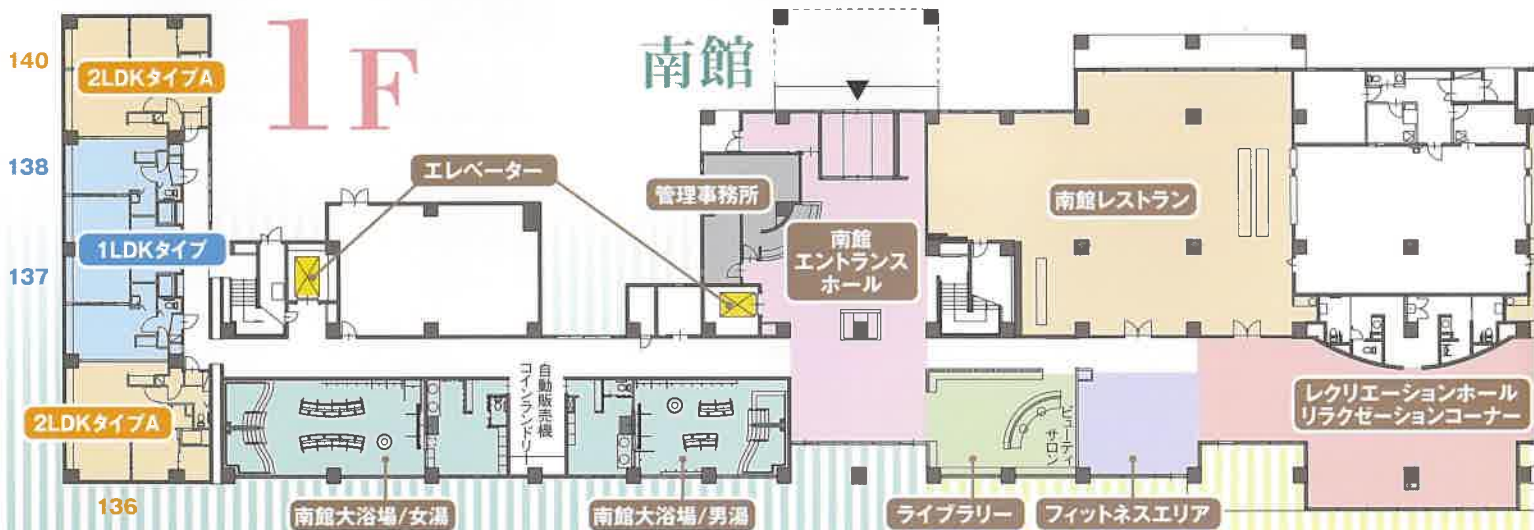 1F
南館
140
2LDKタイプA
138
エレベーター
管理事務所
南館レストラン
1LDKタイプ
137
南館
エントランス
ホール
自動販売機
コインランドリー
2LDKタイプA
ビューティ
サロン
レクリエーションホール
リラクゼーションコーナー
136
南館大浴場/女湯
南館大浴場/男湯
ライブラリー
フィットネスエリア